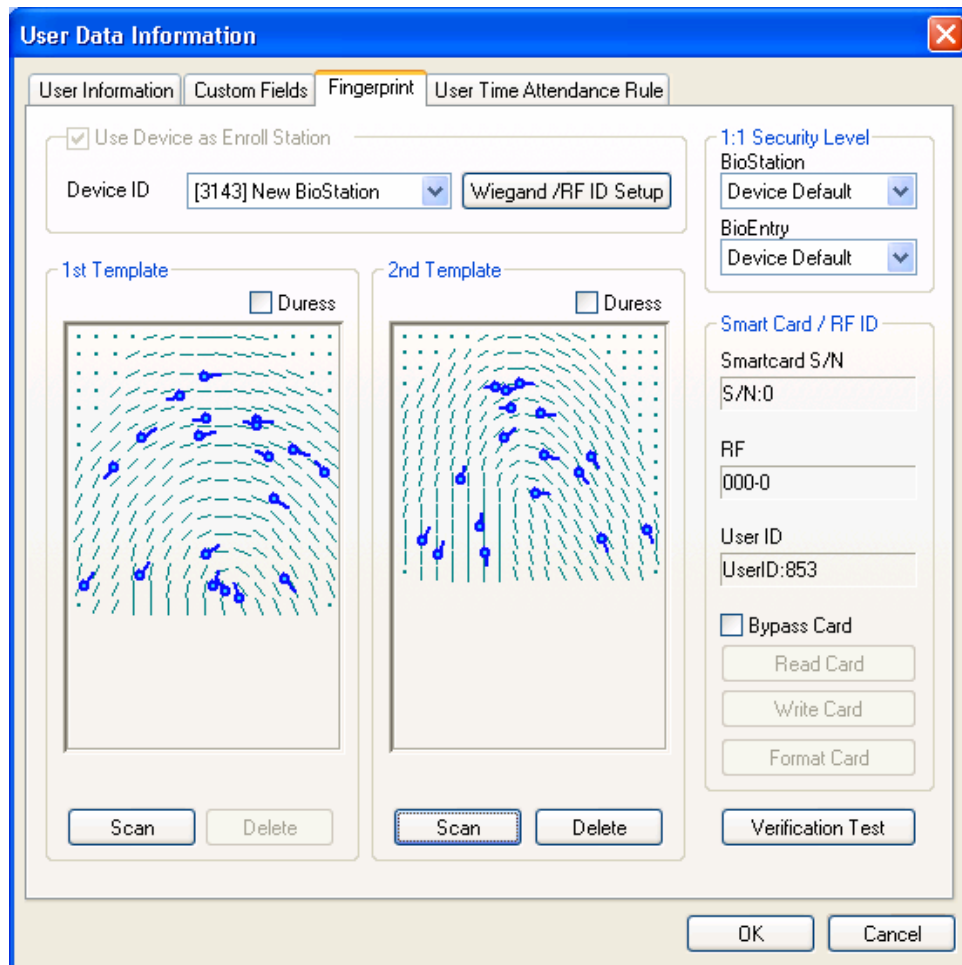 User Data Information
User Information
Custom Fields
Fingerprint
User Time Attendance Rule
Use Device as Enroll Station
Device ID
[3143] New BioStation
Wiegand /RF ID Setup
1:1 Security Level
BioStation
Device Default
BioEntry
Device Default
1st Template
Duress
Scan
Delete
2nd Template
Duress
Scan
Delete
Smart Card / RF ID
Smartcard S/N
S/N:0
RF
000-0
User ID
UserID:853
Bypass Card
Read Card
Write Card
Format Card
Verification Test
OK
Cancel